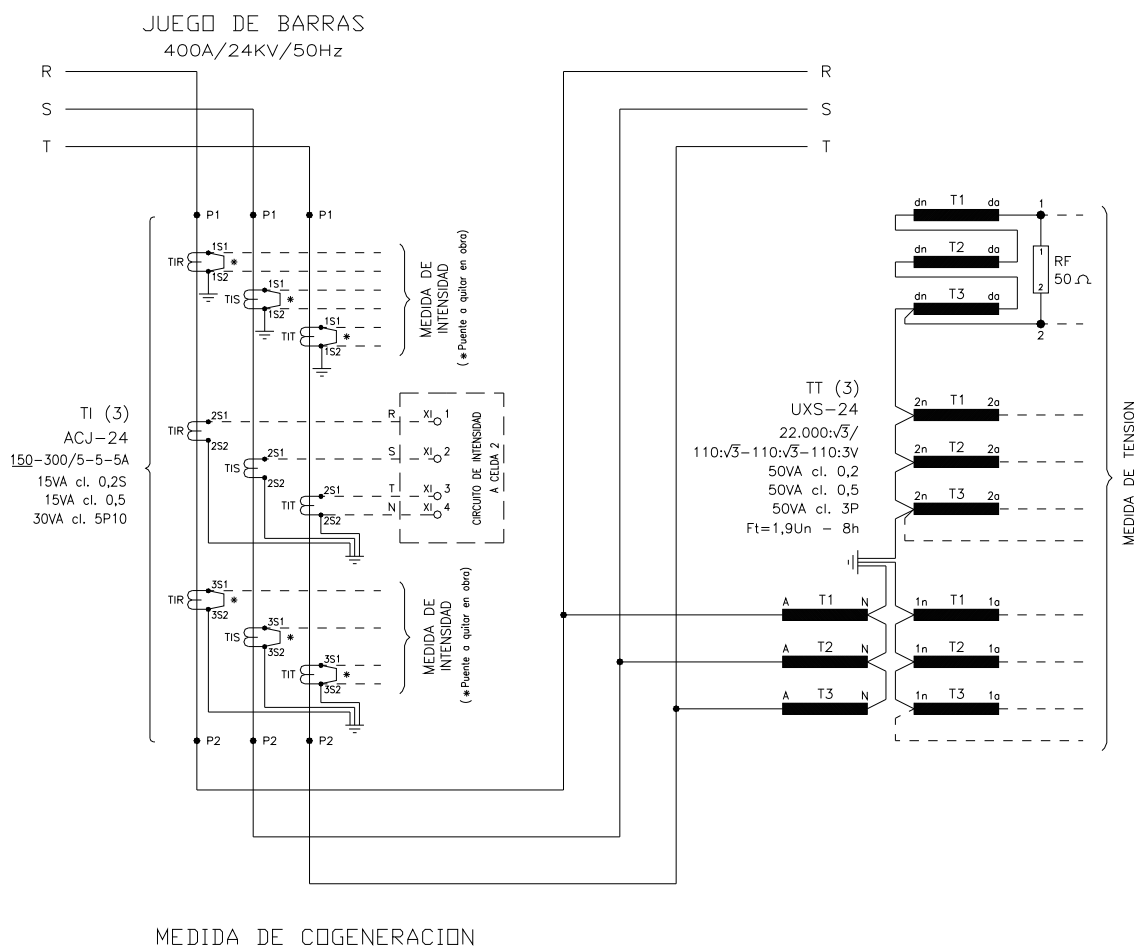 JUEGO DE BARRAS
400A/24KV/50Hz
R
S
T
R
S
T
P1
P1
P1
TIR
1S1
*
1S2
TIS
1S1
*
1S2
TIT
1S1
*
1S2
MEDIDA DE
INTENSIDAD
(*Puente a quitar en obra)
TI (3)
ACJ-24
150-300/5-5-5A
15VA cl. 0,2S
15VA cl. 0,5
30VA cl. 5P10
TIR
2S1
2S2
TIS
2S1
2S2
TIT
2S1
2S2
R XI 1
S XI 2
T XI 3
N XI 4
CIRCUITO DE INTENSIDAD
A CELDA 2
TIR
3S1
*
3S2
TIS
3S1
*
3S2
TIT
3S1
*
3S2
MEDIDA DE
INTENSIDAD
(*Puente a quitar en obra)
P2
P2
P2
dn T1 da
dn T2 da
dn T3 da
1
1
RF
50Ω
2
2
TT (3)
UXS-24
22.000:√3/
110:√3-110:√3-110:3V
50VA cl. 0,2
50VA cl. 0,5
50VA cl. 3P
Ft=1,9Un - 8h
2n T1 2a
2n T2 2a
2n T3 2a
A T1 N
A T2 N
A T3 N
1n T1 1a
1n T2 1a
1n T3 1a
MEDIDA DE TENSION
MEDIDA DE COGENERACION